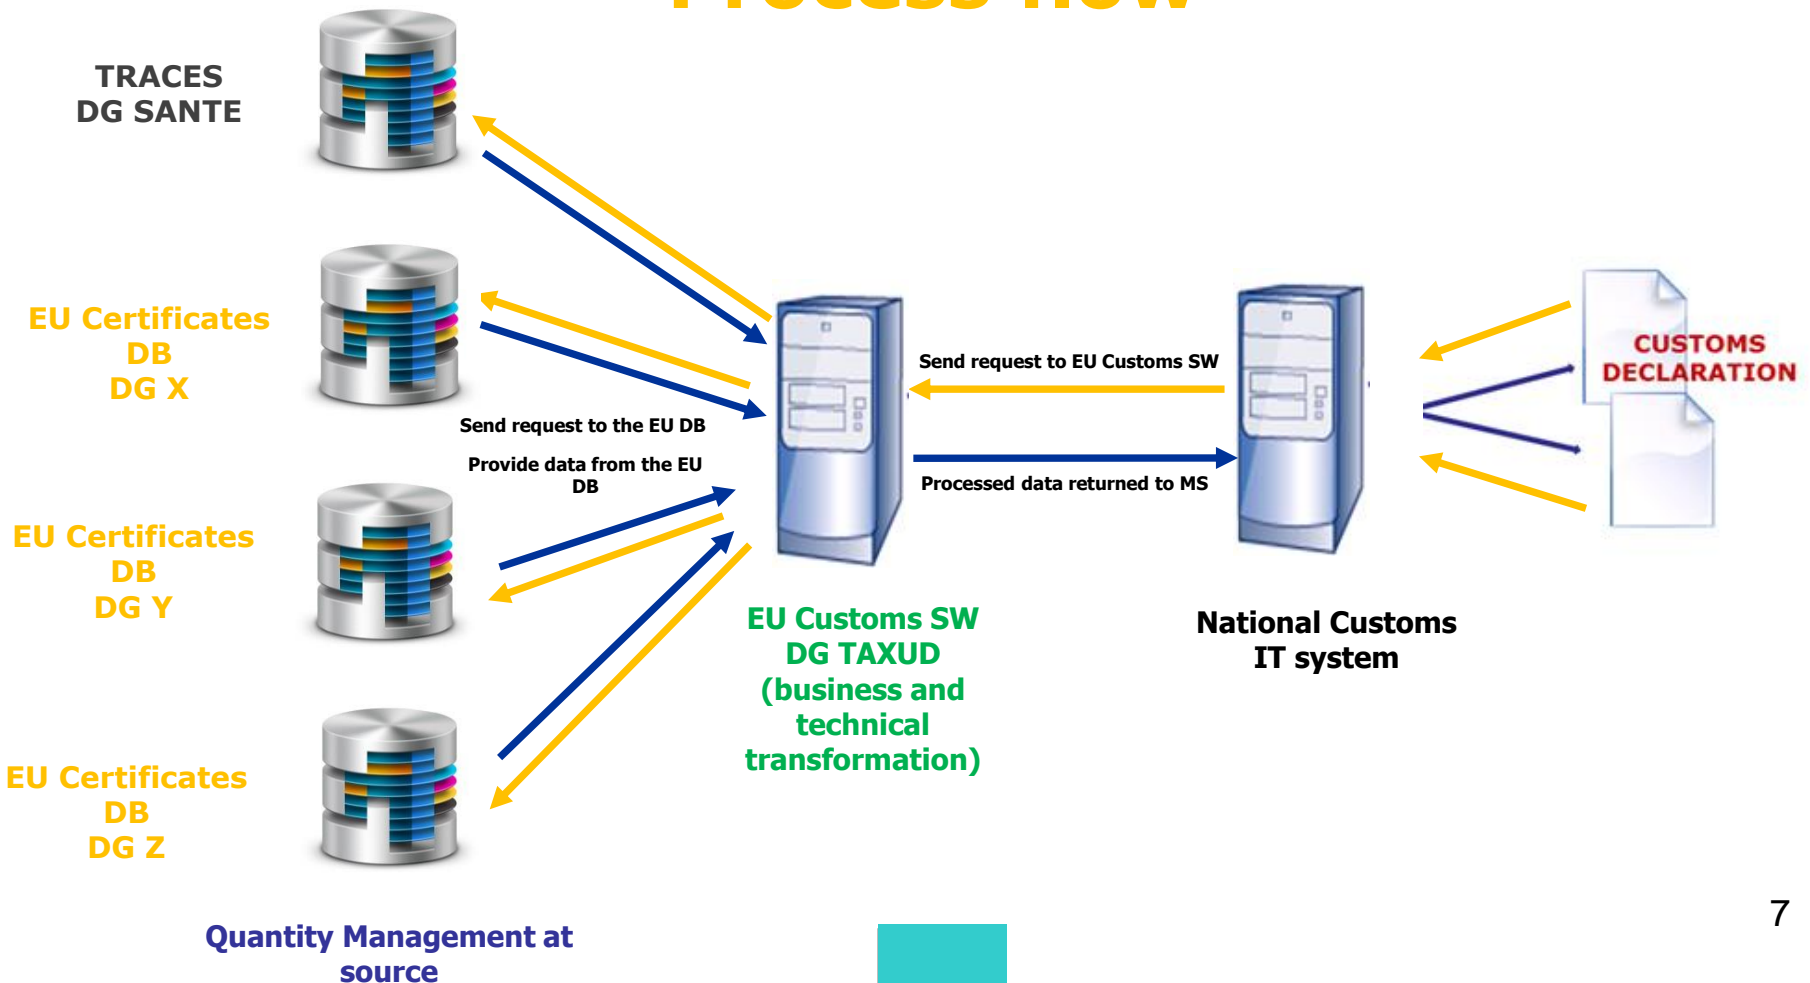 Process flow
TRACES
DG SANTE
EU Certificates
DB
DG X
Send request to EU Customs SW
CUSTOMS
DECLARATION
Send request to the EU DB
Provide data from the EU
DB
Processed data returned to MS
EU Certificates
DB
DG Y
EU Customs SW
DG TAXUD
(business and
technical
transformation)
National Customs
IT system
EU Certificates
DB
DG Z
Quantity Management at
source
7